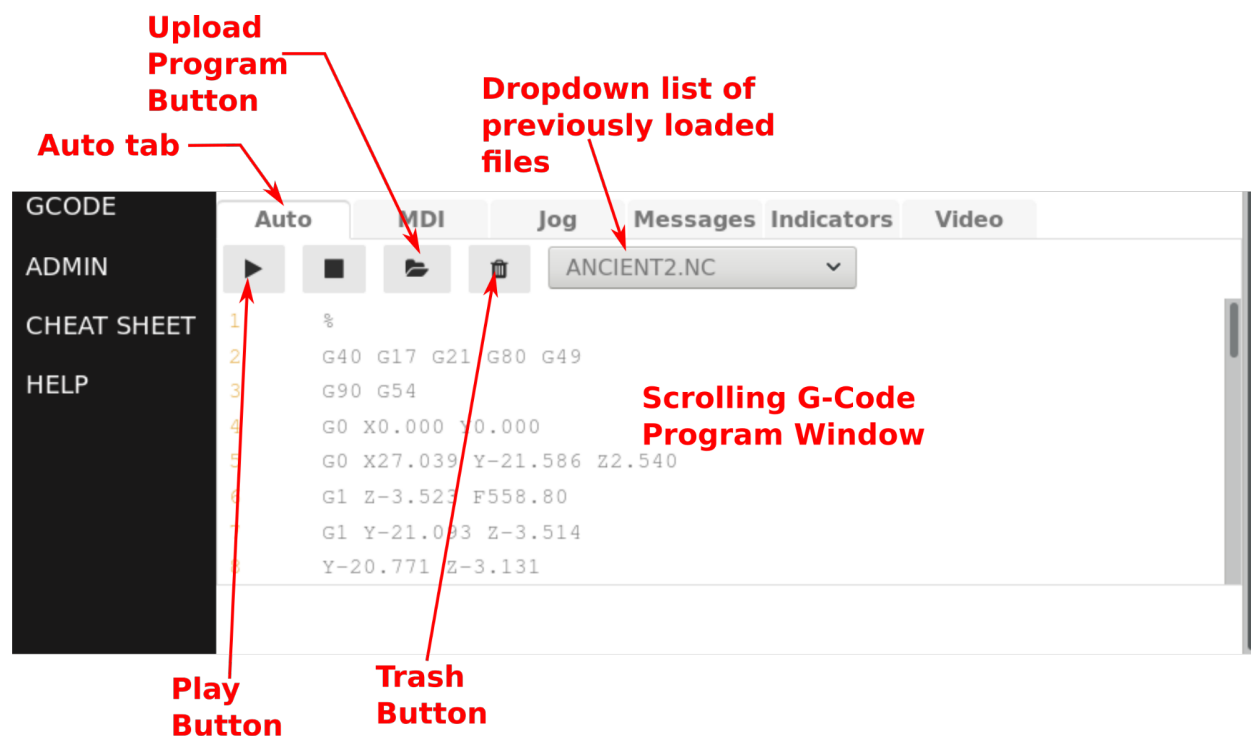 Upload
Program
Button
Dropdown list of
previously loaded
files
Auto tab
GCODE
Auto MDI Jog Messages Indicators Video
ADMIN
ANCIENT2.NC
CHEAT SHEET
HELP
1 %
2 G40 G17 G21 G80 G49
3 G90 G54
4 G0 X0.000 Y0.000
5 G0 X27.039 Y-21.586 Z2.540
6 G1 Z-3.523 F558.80
7 G1 Y-21.093 Z-3.514
8 Y-20.771 Z-3.131
Scrolling G-Code
Program Window
Play
Button
Trash
Button